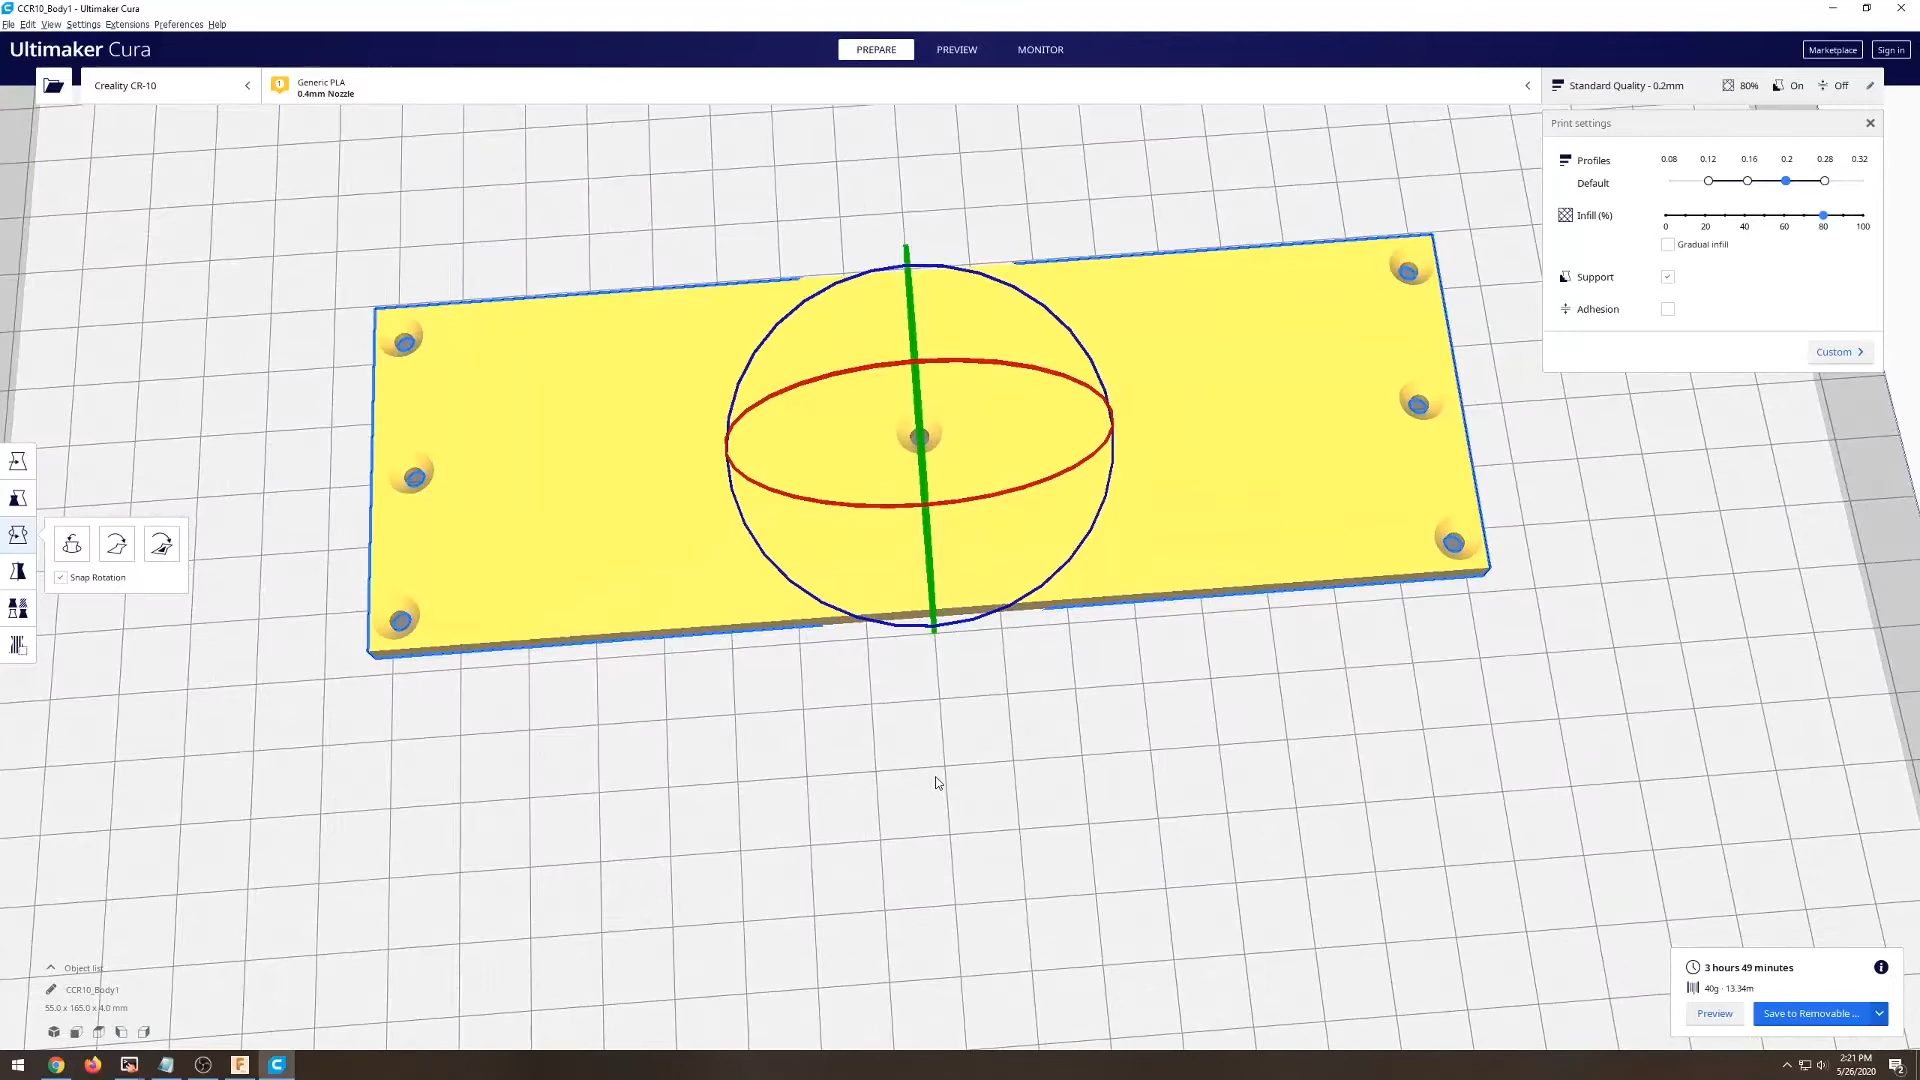 CCR10_Body1 - Ultimaker Cura
File Edit View Settings Extensions Preferences Help
Ultimaker Cura
PREPARE PREVIEW MONITOR
Marketplace Sign in
Creality CR-10
1
Generic PLA
0.4mm Nozzle
Standard Quality - 0.2mm 80% On Off
Print settings
Profiles 0.08 0.12 0.16 0.2 0.28 0.32
Default
Infill (%)
0 20 40 60 80 100
Gradual infill
Support
Adhesion
Custom
Snap Rotation
Object list
CCR10_Body1
55.0 x 165.0 x 4.0 mm
3 hours 49 minutes
40g · 13.34m
Preview Save to Removable ...
2:21 PM
5/26/2020
2